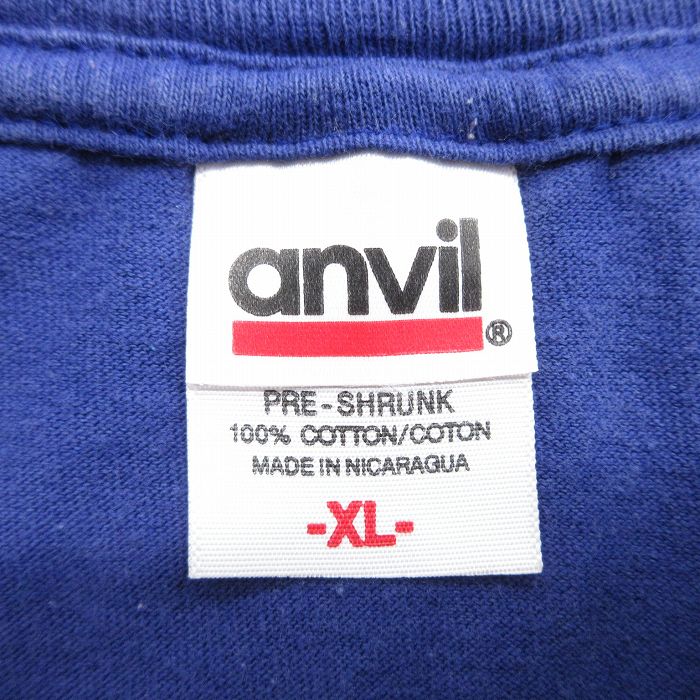 anvil®
PRE-SHRUNK
100% COTTON/COTON
MADE IN NICARAGUA
-XL-